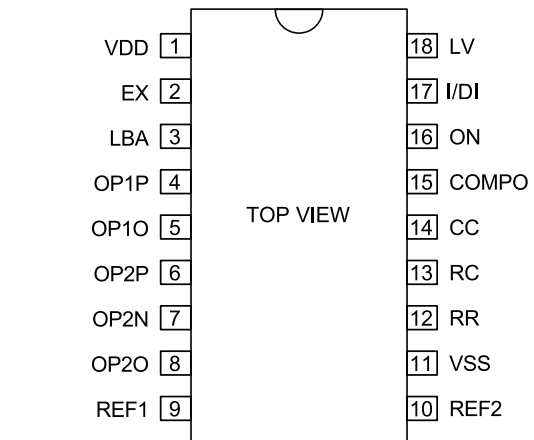 VDD 1 18 LV
EX 2 17 I/DI
LBA 3 16 ON
OP1P 4 15 COMPO
TOP VIEW
OP1O 5 14 CC
OP2P 6 13 RC
OP2N 7 12 RR
OP2O 8 11 VSS
REF1 9 10 REF2